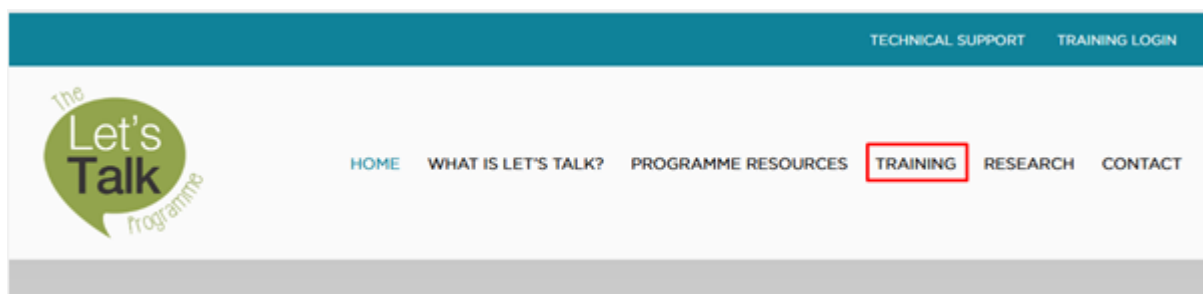 TECHNICAL SUPPORT TRAINING LOGIN
The
Let's
Talk
Programme
HOME WHAT IS LET'S TALK? PROGRAMME RESOURCES TRAINING RESEARCH CONTACT